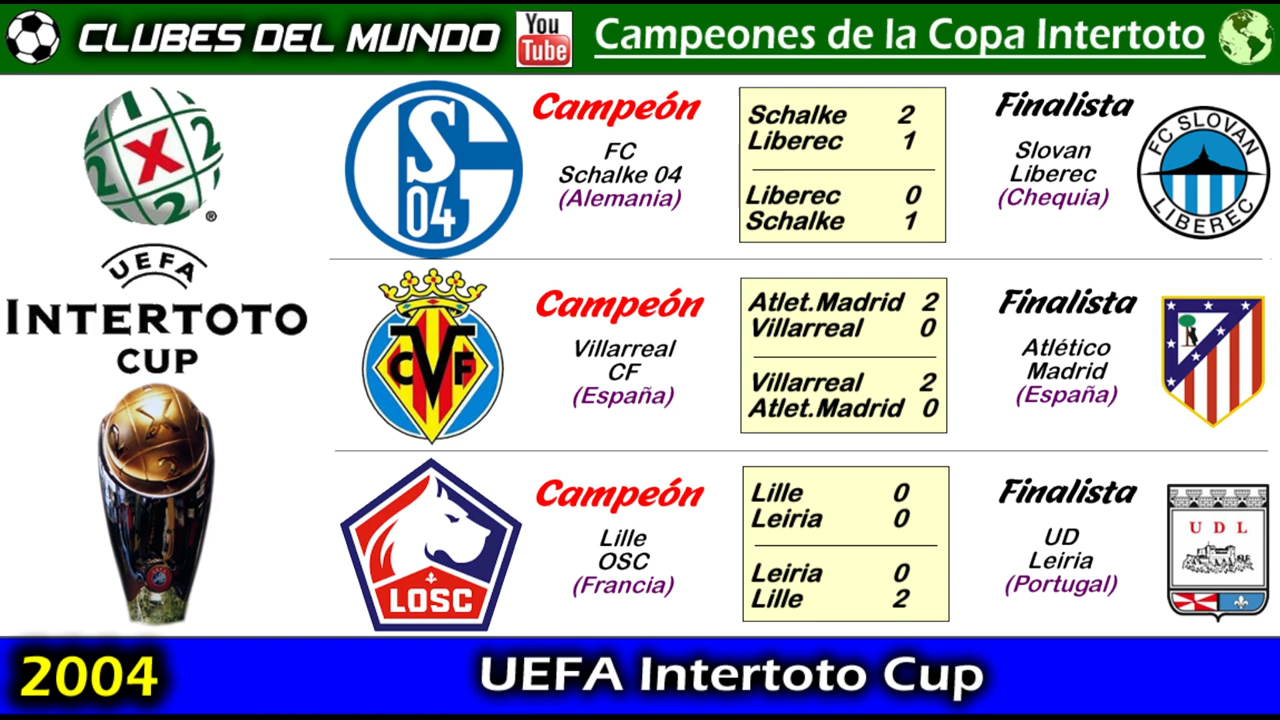 CLUBES DEL MUNDO
You
Tube
Campeones de la Copa Intertoto
1 2
2 X 2
2
®
UEFA
INTERTOTO
CUP
S
04
Campeón
FC
Schalke 04
(Alemania)
Schalke 2
Liberec 1
Liberec 0
Schalke 1
Finalista
Slovan
Liberec
(Chequia)
FC SLOVAN
LIBEREC
CVF
Campeón
Villarreal
CF
(España)
Atlet.Madrid 2
Villarreal 0
Villarreal 2
Atlet.Madrid 0
Finalista
Atlético
Madrid
(España)
LOSC
Campeón
Lille
OSC
(Francia)
Lille 0
Leiria 0
Leiria 0
Lille 2
Finalista
UD
Leiria
(Portugal)
UDL
2004
UEFA Intertoto Cup